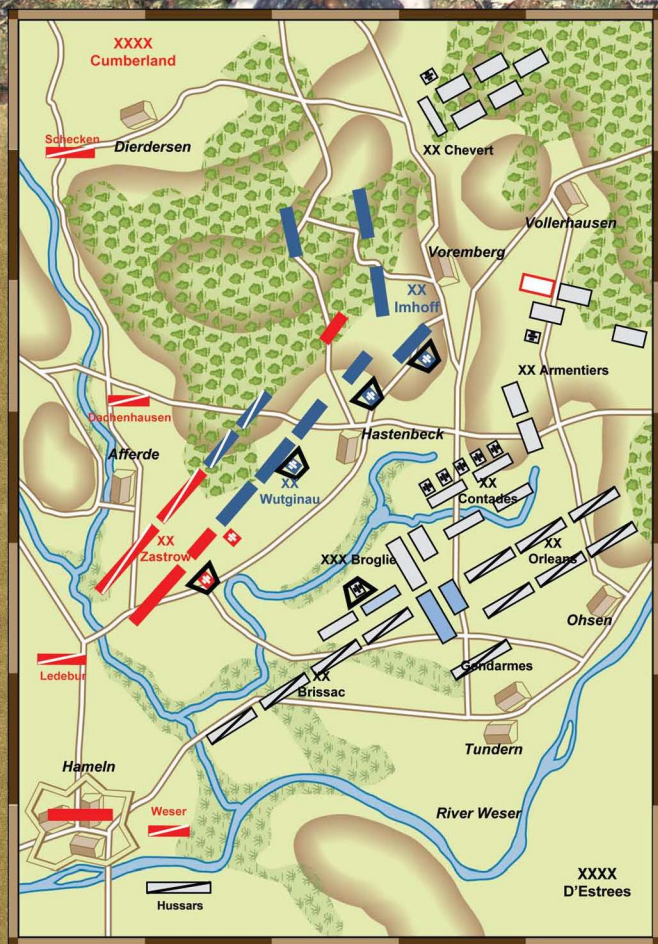 XXXX
Cumberland
Schecken
Dierdersen
XX Chevert
Vollerhausen
Voremberg
XX
Imhoff
XX Armentiers
Dachenhausen
Hastenbeck
Afferde
XX
Wutginau
XX
Contades
XX
Zastrow
XXX Broglie
XX
Orleans
Ohsen
Ledebur
Gendarmes
XX
Brissac
Tundern
Hameln
Weser
River Weser
XXXX
D'Estrees
Hussars